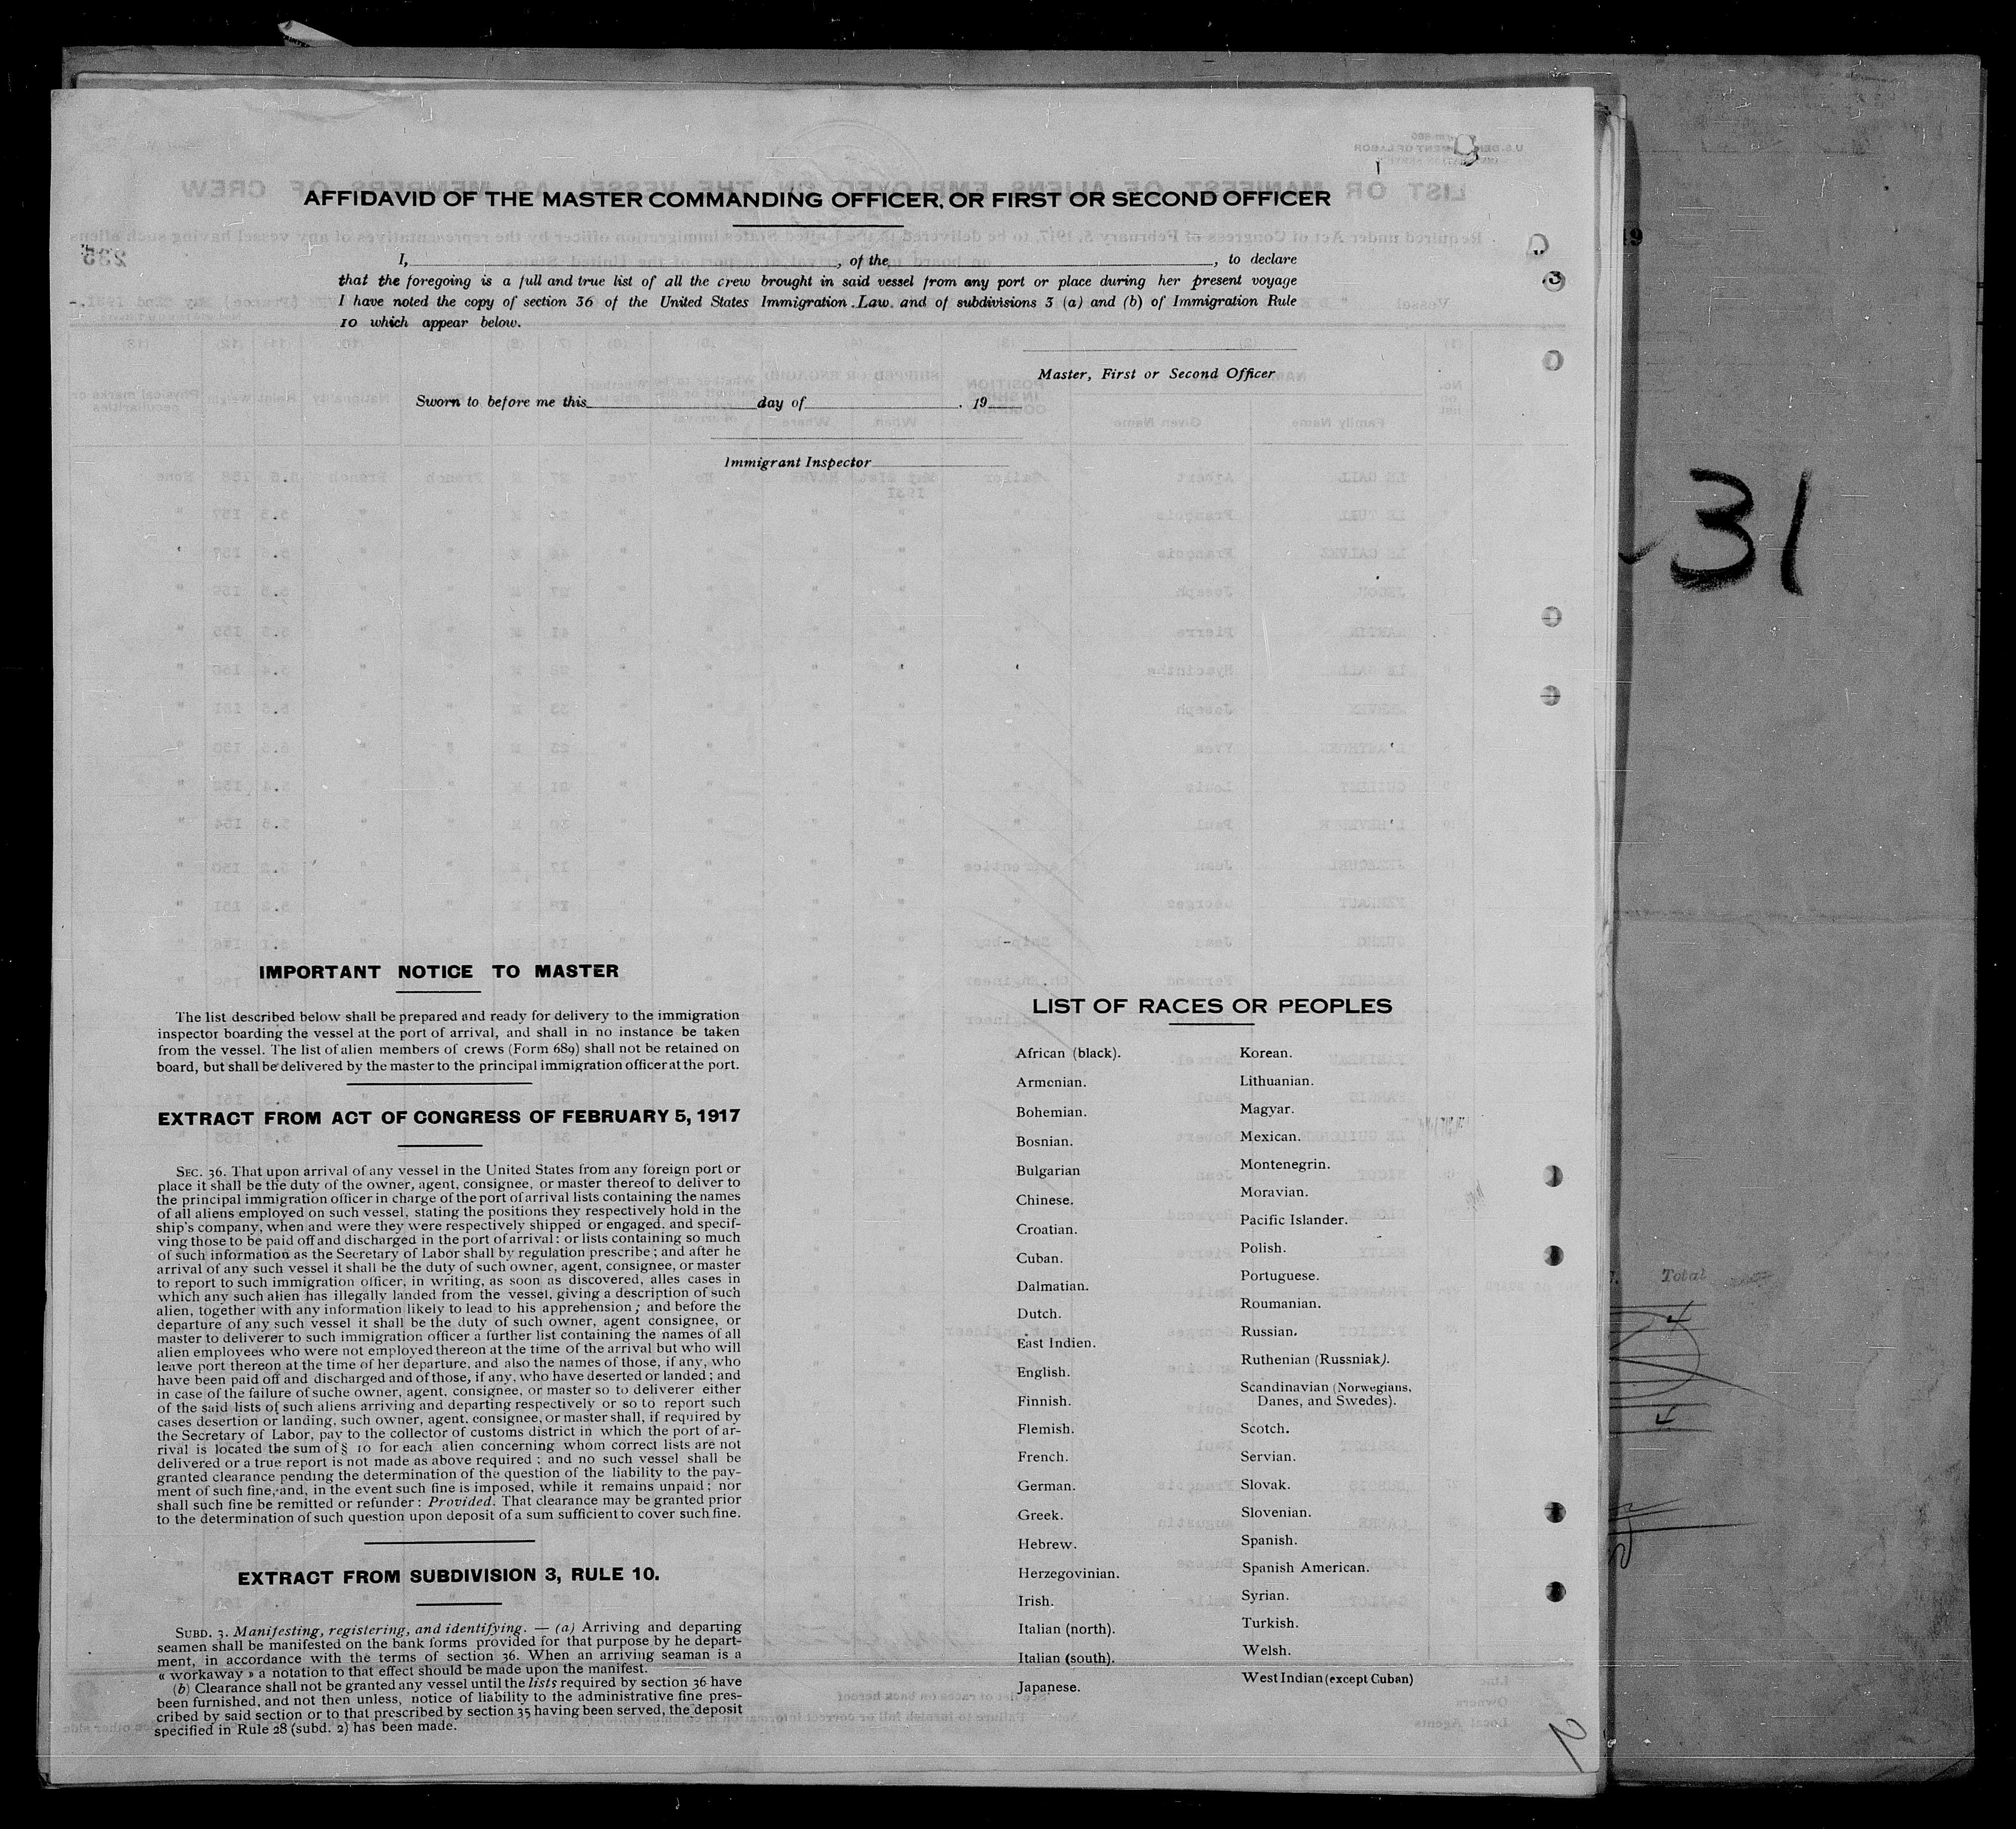 AFFIDAVID OF THE MASTER COMMANDING OFFICER, OR FIRST OR SECOND OFFICER
I, , of the , to declare
that the foregoing is a full and true list of all the crew brought in said vessel from any port or place during her present voyage
I have noted the copy of section 36 of the United States Immigration Law. and of subdivisions 3 (a) and (b) of Immigration Rule
10 which appear below.
Master, First or Second Officer
Sworn to before me this day of , 19
Immigrant Inspector
IMPORTANT NOTICE TO MASTER
The list described below shall be prepared and ready for delivery to the immigration
inspector boarding the vessel at the port of arrival, and shall in no instance be taken
from the vessel. The list of alien members of crews (Form 689) shall not be retained on
board, but shall be delivered by the master to the principal immigration officer at the port.
EXTRACT FROM ACT OF CONGRESS OF FEBRUARY 5, 1917
SEC. 36. That upon arrival of any vessel in the United States from any foreign port or
place it shall be the duty of the owner, agent, consignee, or master thereof to deliver to
the principal immigration officer in charge of the port of arrival lists containing the names
of all aliens employed on such vessel, stating the positions they respectively hold in the
ship's company, when and were they were respectively shipped or engaged. and specif-
ving those to be paid off and discharged in the port of arrival: or lists containing so much
of such information as the Secretary of Labor shall by regulation prescribe; and after he
arrival of any such vessel it shall be the duty of such owner, agent, consignee, or master
to report to such immigration officer, in writing, as soon as discovered, alles cases in
which any such alien has illegally landed from the vessel, giving a description of such
alien, together with any information likely to lead to his apprehension; and before the
departure of any such vessel it shall be the duty of such owner, agent consignee, or
master to deliverer to such immigration officer a further list containing the names of all
alien employees who were not employed thereon at the time of the arrival but who will
leave port thereon at the time of her departure, and also the names of those, if any, who
have been paid off and discharged and of those, if any, who have deserted or landed; and
in case of the failure of suche owner, agent, consignee, or master so to deliverer either
of the said lists of such aliens arriving and departing respectively or so to report such
cases desertion or landing, such owner, agent, consignee, or master shall, if required by
the Secretary of Labor, pay to the collector of customs district in which the port of ar-
rival is located the sum of § 10 for each alien concerning whom correct lists are not
delivered or a true report is not made as above required; and no such vessel shall be
granted clearance pending the determination of the question of the liability to the pay-
ment of such fine, and, in the event such fine is imposed, while it remains unpaid; nor
shall such fine be remitted or refunder: Provided. That clearance may be granted prior
to the determination of such question upon deposit of a sum sufficient to cover such fine.
EXTRACT FROM SUBDIVISION 3, RULE 10.
SUBD. 3. Manifesting, registering, and identifying. — (a) Arriving and departing
seamen shall be manifested on the bank forms provided for that purpose by he depart-
ment, in accordance with the terms of section 36. When an arriving seaman is a
« workaway » a notation to that effect should be made upon the manifest.
(b) Clearance shall not be granted any vessel until the lists required by section 36 have
been furnished, and not then unless, notice of liability to the administrative fine pres-
cribed by said section or to that prescribed by section 35 having been served, the deposit
specified in Rule 28 (subd. 2) has been made.
LIST OF RACES OR PEOPLES
African (black).
Armenian.
Bohemian.
Bosnian.
Bulgarian
Chinese.
Croatian.
Cuban.
Dalmatian.
Dutch.
East Indien.
English.
Finnish.
Flemish.
French.
German.
Greek.
Hebrew.
Herzegovinian.
Irish.
Italian (north).
Italian (south).
Japanese.
Korean.
Lithuanian.
Magyar.
Mexican.
Montenegrin.
Moravian.
Pacific Islander.
Polish.
Portuguese.
Roumanian.
Russian.
Ruthenian (Russniak).
Scandinavian (Norwegians,
Danes, and Swedes).
Scotch.
Servian.
Slovak.
Slovenian.
Spanish.
Spanish American.
Syrian.
Turkish.
Welsh.
West Indian (except Cuban)
2
19
31
Total
4
4